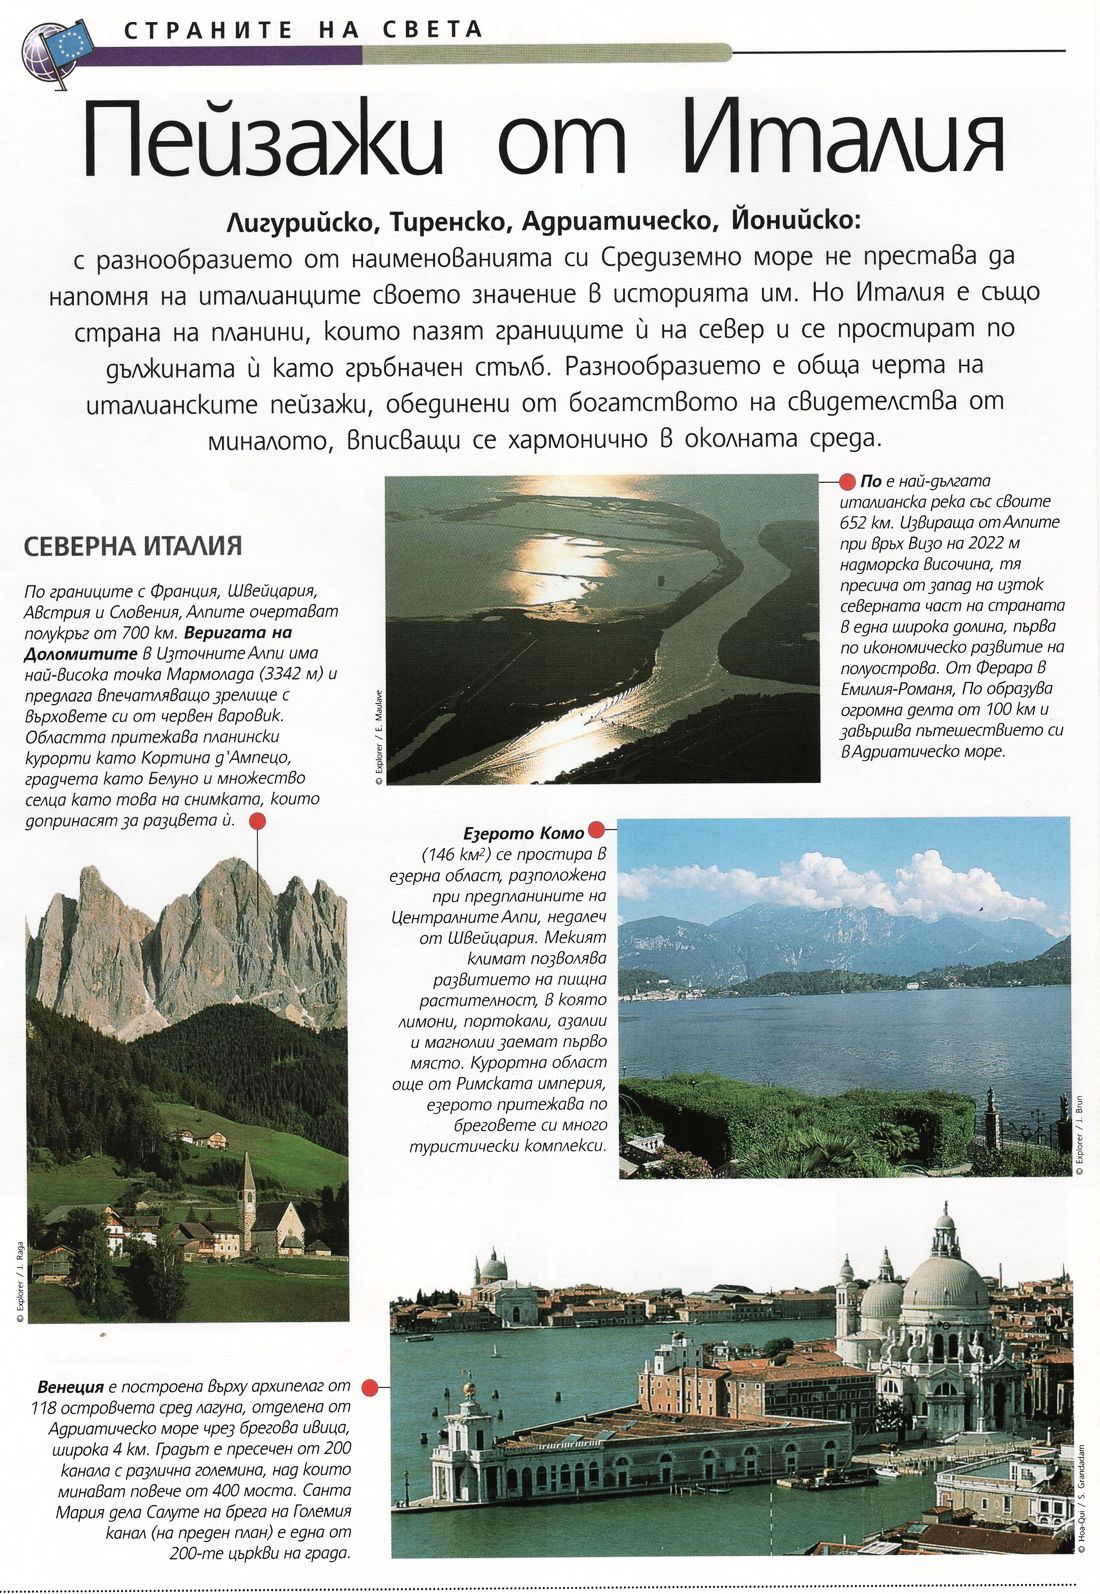 СТРАНИТЕ НА СВЕТА
Пейзажи от Италия
Лигурийско, Тиренско, Адриатическо, Йонийско:
с разнообразието от наименованията си Средиземно море не престава да
напомня на италианците своето значение в историята им. Но Италия е също
страна на планини, които пазят границите ѝ на север и се простират по
дължината ѝ като гръбначен стълб. Разнообразието е обща черта на
италианските пейзажи, обединени от богатството на свидетелства от
миналото, вписващи се хармонично в околната среда.
СЕВЕРНА ИТАЛИЯ
По границите с Франция, Швейцария,
Австрия и Словения, Алпите очертават
полукръг от 700 км. Веригата на
Доломитите в Източните Алпи има
най-висока точка Мармолада (3342 м) и
предлага впечатляващо зрелище с
върховете си от червен варовик.
Областта притежава планински
курорти като Кортина д'Ампецо,
градчета като Белуно и множество
селца като това на снимката, които
допринасят за разцвета ѝ.
© Explorer / J. Raga
© Explorer / E. Maulave
По е най-дългата
италианска река със своите
652 км. Извираща от Алпите
при връх Визо на 2022 м
надморска височина, тя
пресича от запад на изток
северната част на страната
в една широка долина, първа
по икономическо развитие на
полуострова. От Ферара в
Емилия-Романя, По образува
огромна делта от 100 км и
завършва пътешествието си
в Адриатическо море.
Езерото Комо
(146 км²) се простира в
езерна област, разположена
при предпланините на
Централните Алпи, недалеч
от Швейцария. Мекият
климат позволява
развитието на пищна
растителност, в която
лимони, портокали, азалии
и магнолии заемат първо
място. Курортна област
още от Римската империя,
езерото притежава по
бреговете си много
туристически комплекси.
© Explorer / J. Brun
Венеция е построена върху архипелаг от
118 островчета сред лагуна, отделена от
Адриатическо море чрез брегова ивица,
широка 4 км. Градът е пресечен от 200
канала с различна големина, над които
минават повече от 400 моста. Санта
Мария дела Салуте на брега на Големия
канал (на преден план) е една от
200-те църкви на града.
© Hoa-Qui / S. Grandadam